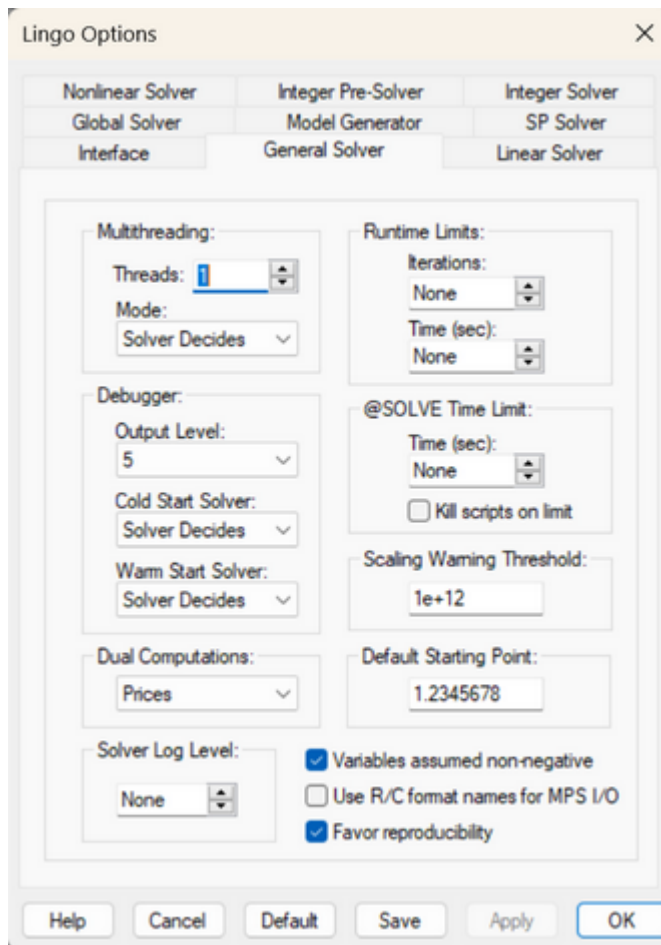 Lingo Options
Nonlinear Solver
Integer Pre-Solver
Integer Solver
Global Solver
Model Generator
SP Solver
Interface
General Solver
Linear Solver
Multithreading:
Threads: 1
Mode:
Solver Decides
Debugger:
Output Level:
5
Cold Start Solver:
Solver Decides
Warm Start Solver:
Solver Decides
Dual Computations:
Prices
Solver Log Level:
None
Runtime Limits:
Iterations:
None
Time (sec):
None
@SOLVE Time Limit:
Time (sec):
None
Kill scripts on limit
Scaling Warning Threshold:
1e+12
Default Starting Point:
1.2345678
Variables assumed non-negative
Use R/C format names for MPS I/O
Favor reproducibility
Help
Cancel
Default
Save
Apply
OK